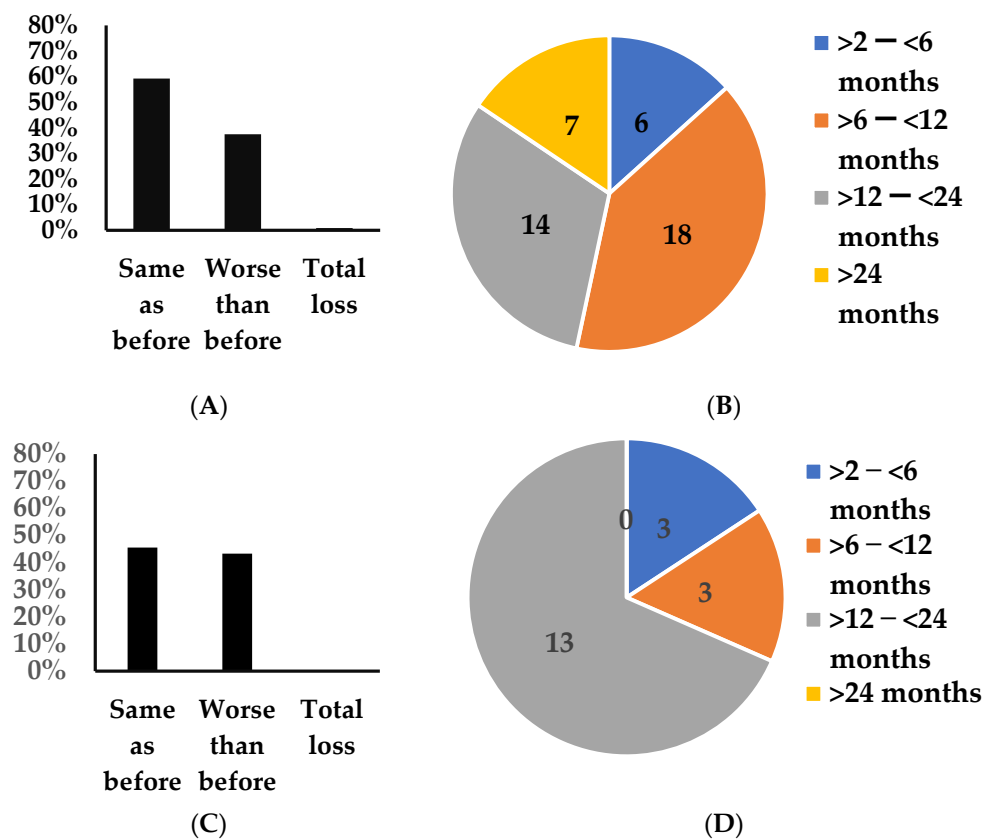 80%
70%
60%
50%
40%
30%
20%
10%
0%
Same as before
Worse than before
Total loss
(A)
6
18
14
7
>2 – <6 months
>6 – <12 months
>12 – <24 months
>24 months
(B)
80%
70%
60%
50%
40%
30%
20%
10%
0%
Same as before
Worse than before
Total loss
(C)
0
3
3
13
>2 – <6 months
>6 – <12 months
>12 – <24 months
>24 months
(D)